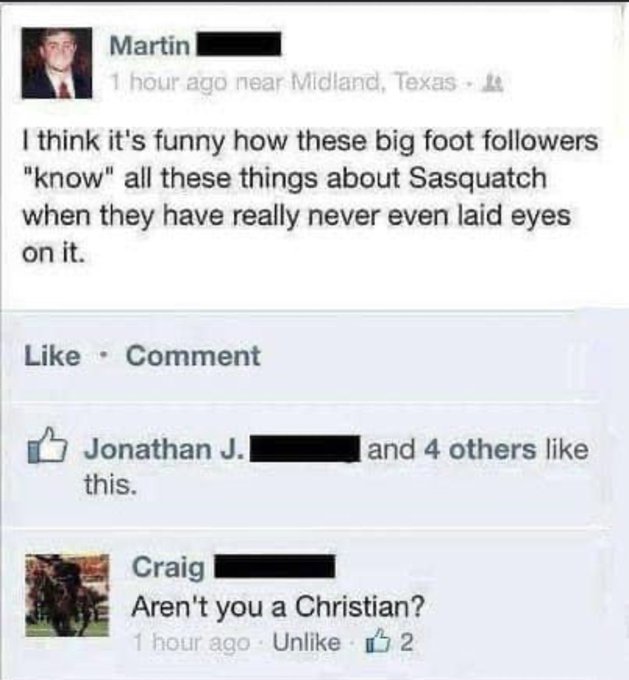 Martin
1 hour ago near Midland, Texas ·
I think it's funny how these big foot followers
"know" all these things about Sasquatch
when they have really never even laid eyes
on it.
Like · Comment
Jonathan J. and 4 others like
this.
Craig
Aren't you a Christian?
1 hour ago · Unlike · 2